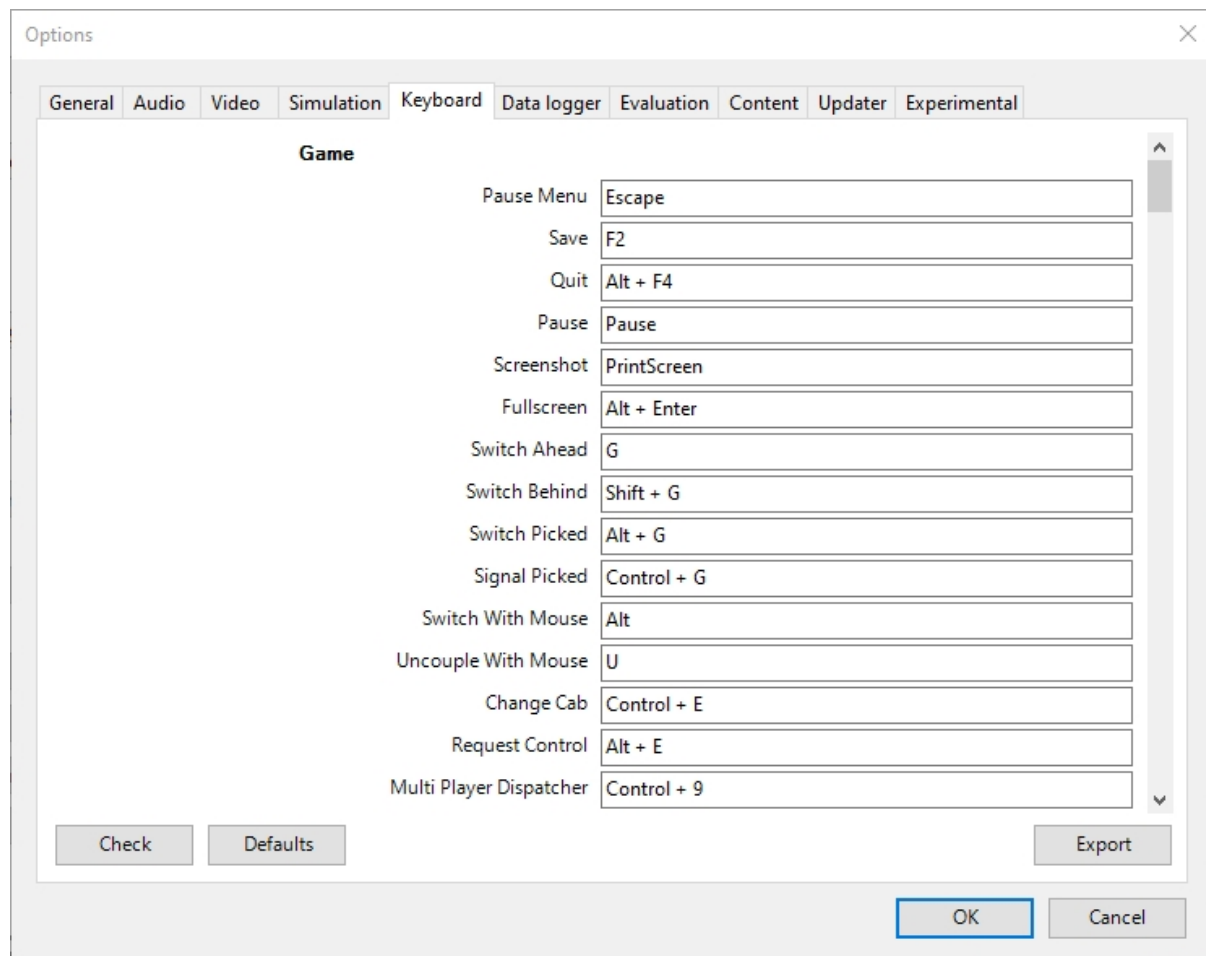 Options
General Audio Video Simulation Keyboard Data logger Evaluation Content Updater Experimental
Game
Pause Menu Escape
Save F2
Quit Alt + F4
Pause Pause
Screenshot PrintScreen
Fullscreen Alt + Enter
Switch Ahead G
Switch Behind Shift + G
Switch Picked Alt + G
Signal Picked Control + G
Switch With Mouse Alt
Uncouple With Mouse U
Change Cab Control + E
Request Control Alt + E
Multi Player Dispatcher Control + 9
Check Defaults Export
OK Cancel